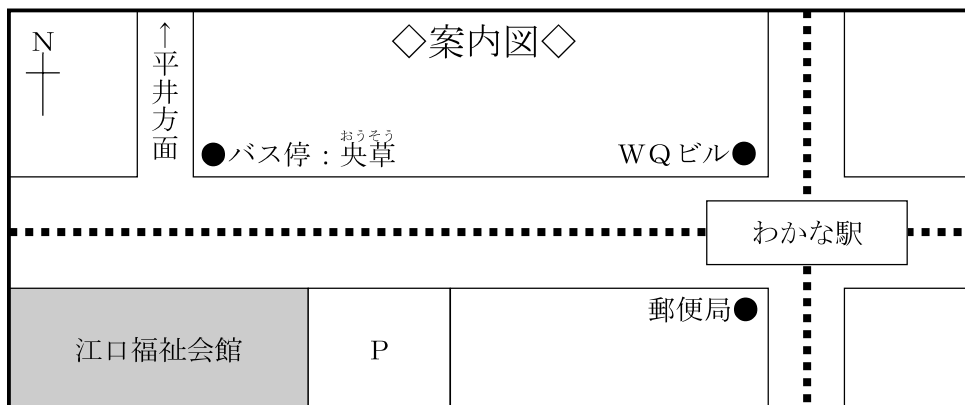 ◇案内図◇
N
↑平井方面
おうそう
バス停：央草
WQビル
わかな駅
郵便局
江口福祉会館
P